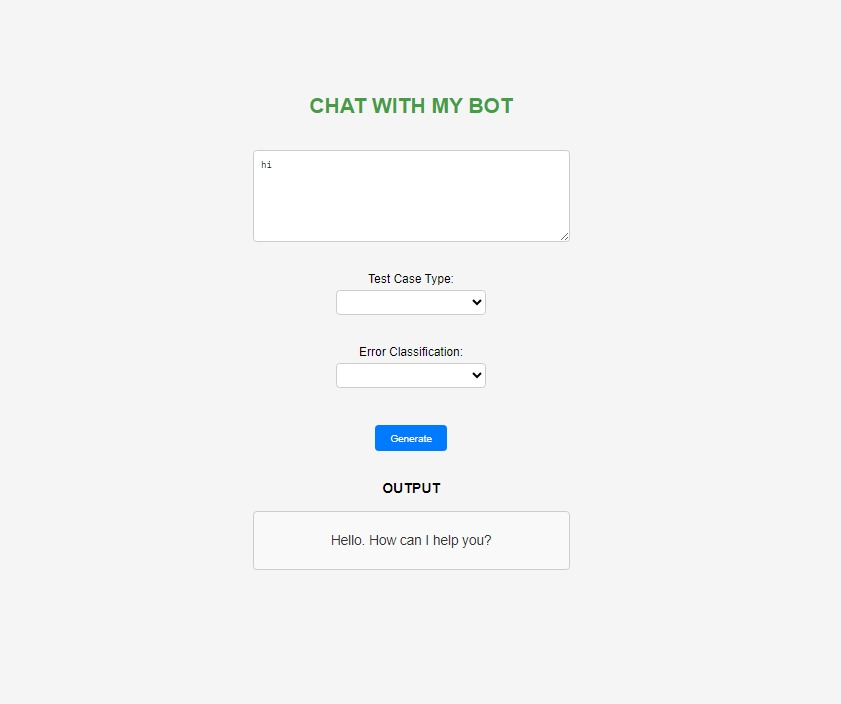 CHAT WITH MY BOT
hi
Test Case Type:
Error Classification:
Generate
OUTPUT
Hello. How can I help you?